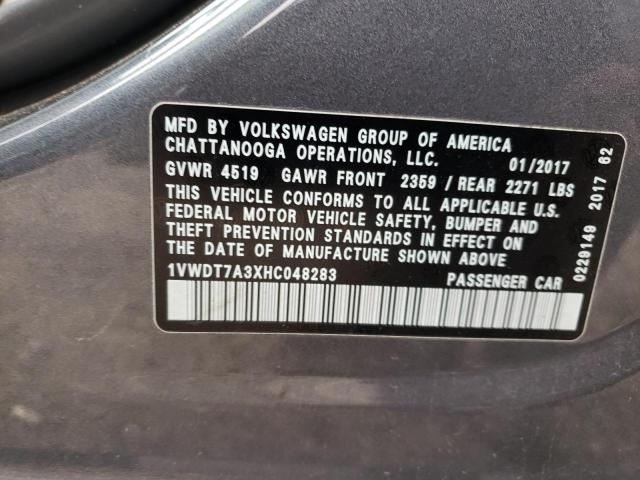 MFD BY VOLKSWAGEN GROUP OF AMERICA
CHATTANOOGA OPERATIONS, LLC. 01/2017
GVWR 4519 GAWR FRONT 2359 / REAR 2271 LBS
THIS VEHICLE CONFORMS TO ALL APPLICABLE U.S.
FEDERAL MOTOR VEHICLE SAFETY, BUMPER AND
THEFT PREVENTION STANDARDS IN EFFECT ON
THE DATE OF MANUFACTURE SHOWN ABOVE
1VWDT7A3XHC048283 PASSENGER CAR
0229149 2017 62